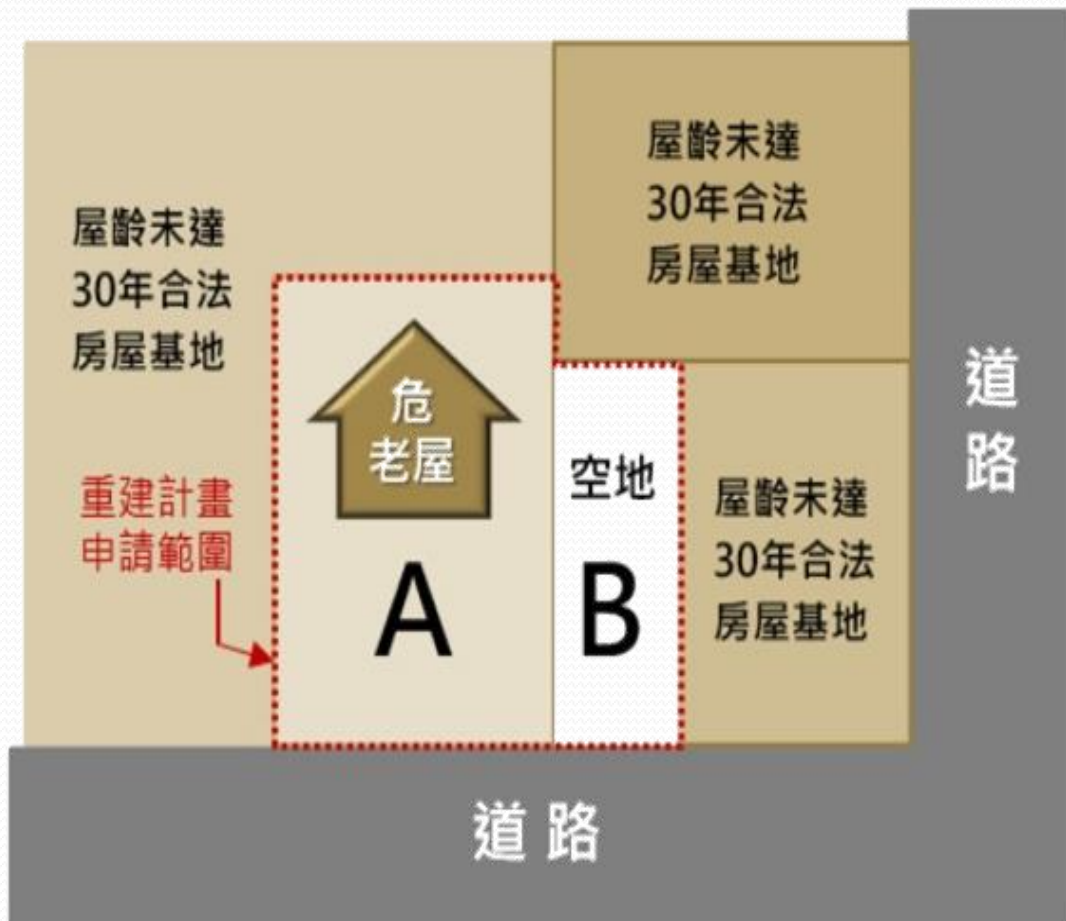 屋齡未達
30年合法
房屋基地
屋齡未達
30年合法
房屋基地
道
路
危
老屋
重建計畫
申請範圍
A
空地
B
屋齡未達
30年合法
房屋基地
道路